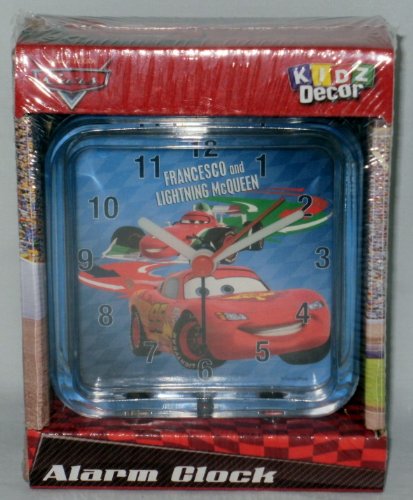 CARS
KIDZ
Decor
12
11
1
FRANCESCO and
LIGHTNING McQUEEN
10
2
9
3
8
4
7
5
6
Alarm Clock